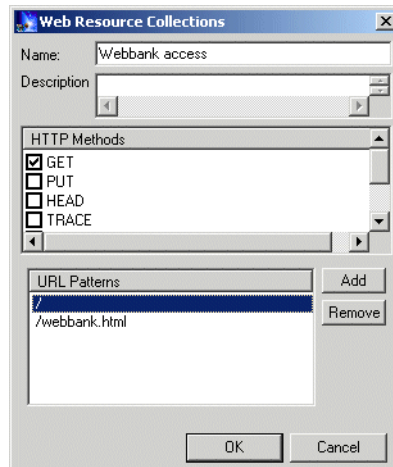 Web Resource Collections
Name: Webbank access
Description
HTTP Methods
GET
PUT
HEAD
TRACE
URL Patterns Add
/
Remove
/webbank.html
OK Cancel